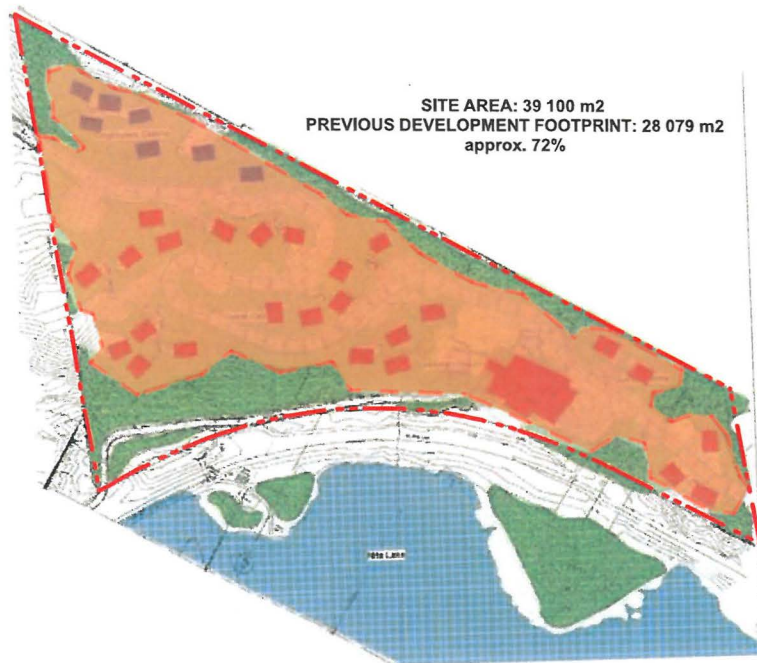 SITE AREA: 39 100 m2
PREVIOUS DEVELOPMENT FOOTPRINT: 28 079 m2
approx. 72%